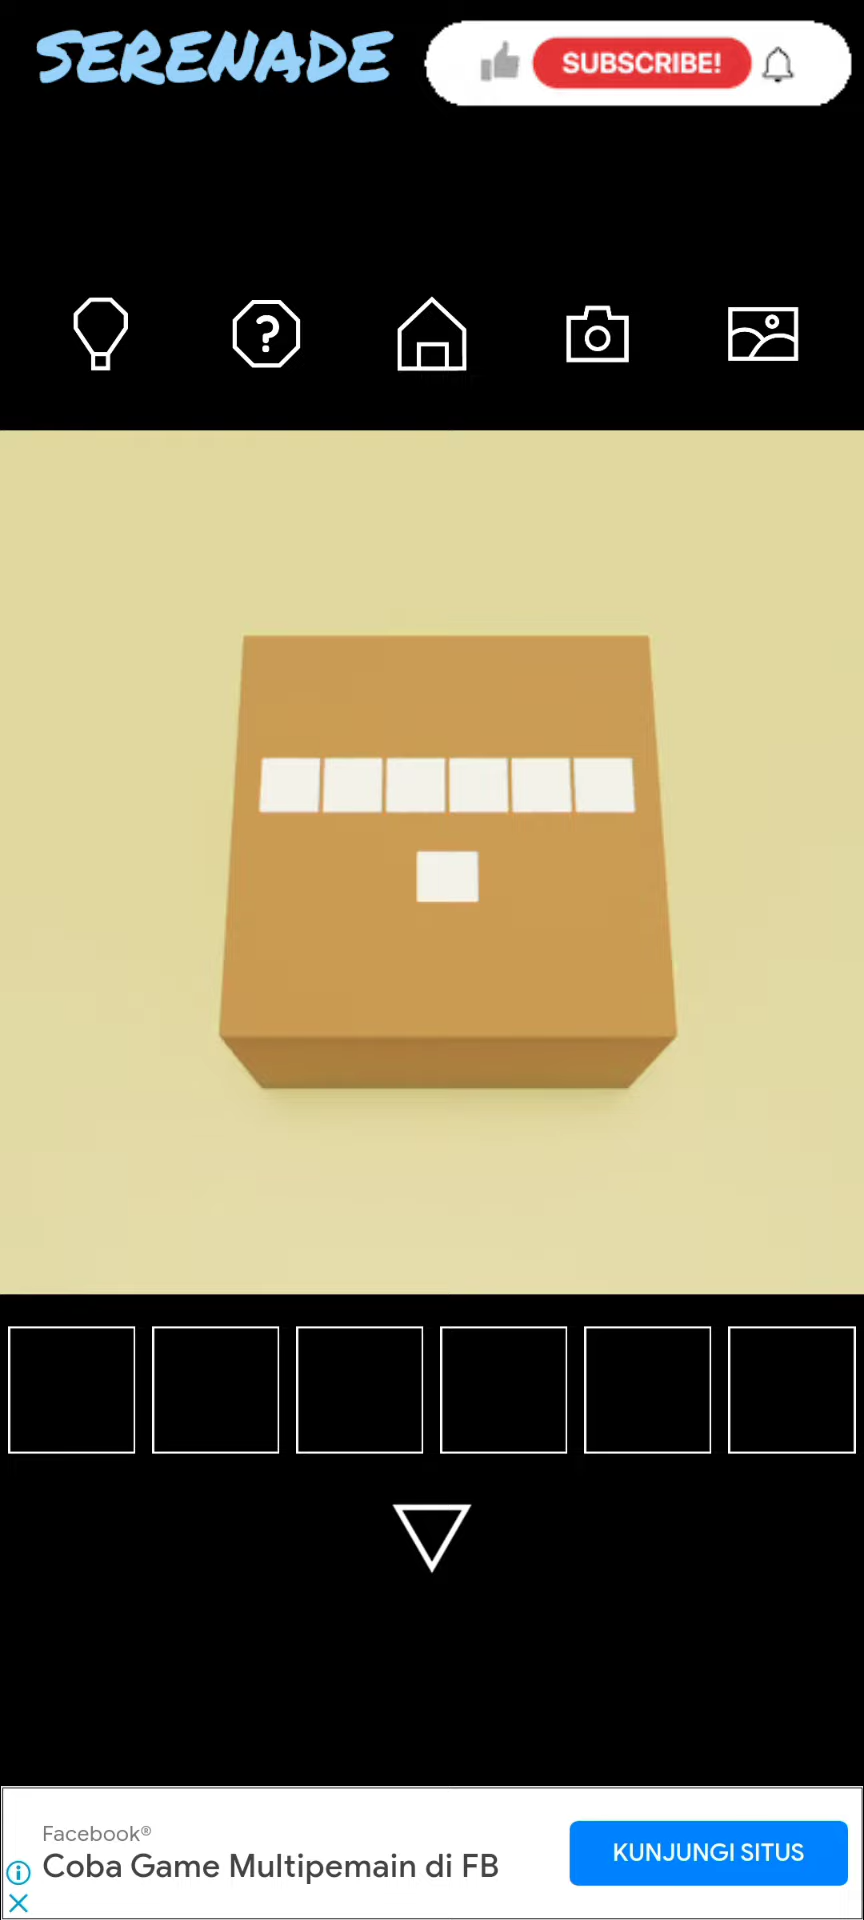 SERENADE
SUBSCRIBE!
?
Facebook®
Coba Game Multipemain di FB
KUNJUNGI SITUS